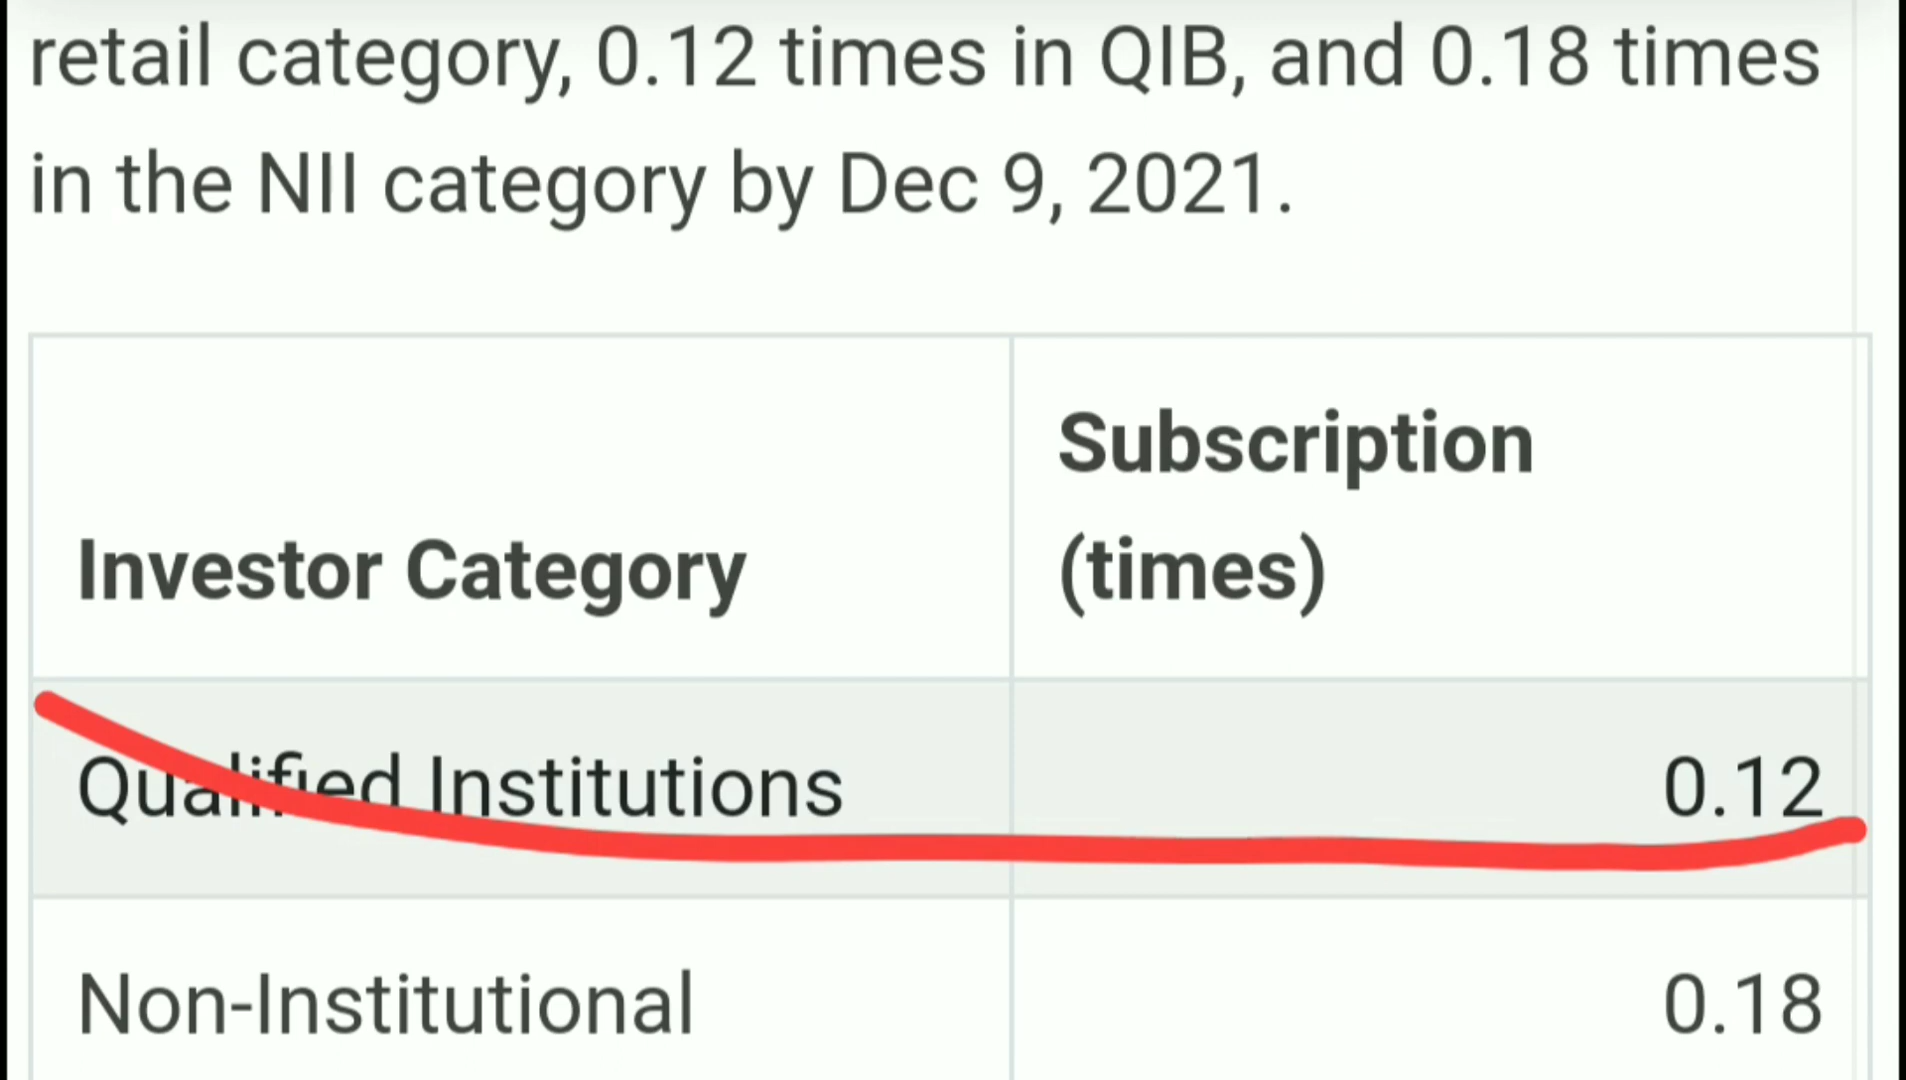 retail category, 0.12 times in QIB, and 0.18 times
in the NII category by Dec 9, 2021.
Investor Category
Subscription
(times)
Qualified Institutions 0.12
Non-Institutional 0.18